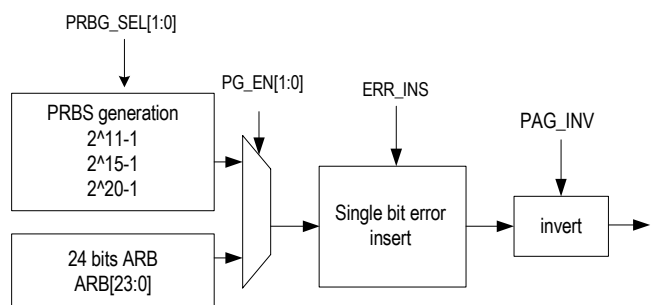 PRBG_SEL[1:0]
PRBS generation
2^11-1
2^15-1
2^20-1
24 bits ARB
ARB[23:0]
PG_EN[1:0]
ERR_INS
Single bit error
insert
PAG_INV
invert